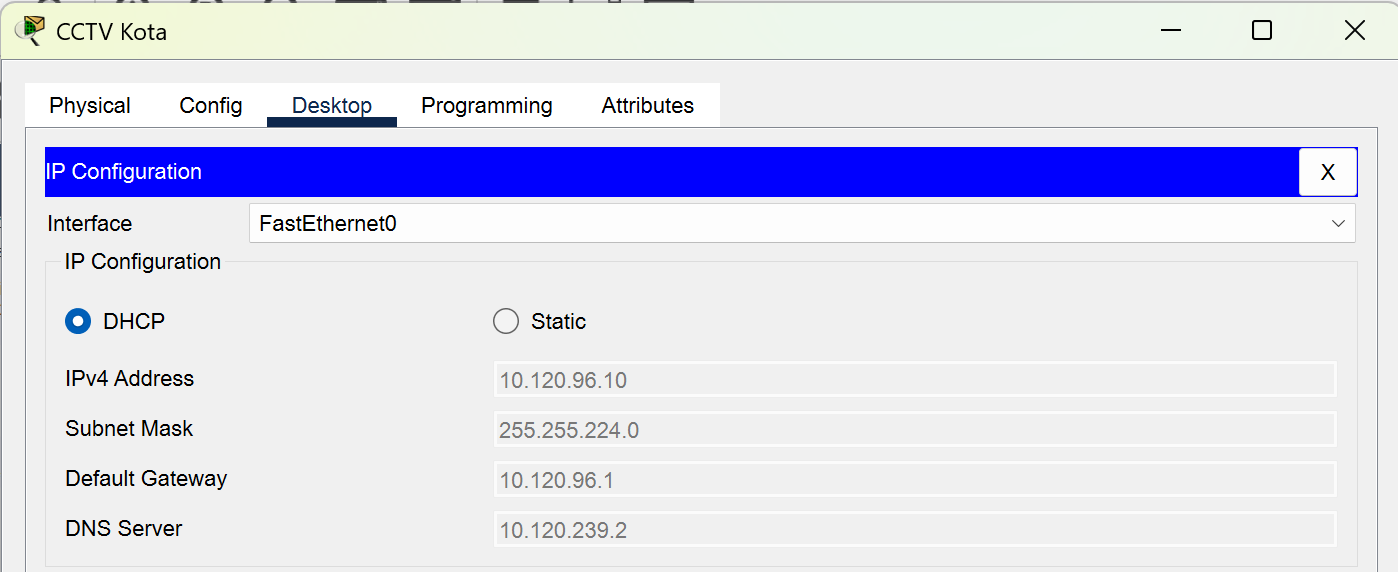 CCTV Kota
Physical Config Desktop Programming Attributes
IP Configuration X
Interface FastEthernet0
IP Configuration
DHCP Static
IPv4 Address 10.120.96.10
Subnet Mask 255.255.224.0
Default Gateway 10.120.96.1
DNS Server 10.120.239.2